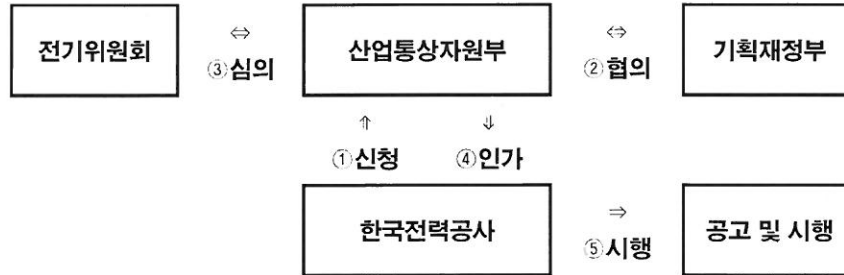 전기위원회 ⇔ 산업통상자원부 ⇔ 기획재정부
③심의 ②협의
⇑ ⇓
①신청 ④인가
한국전력공사 ⇒ 공고 및 시행
⑤시행